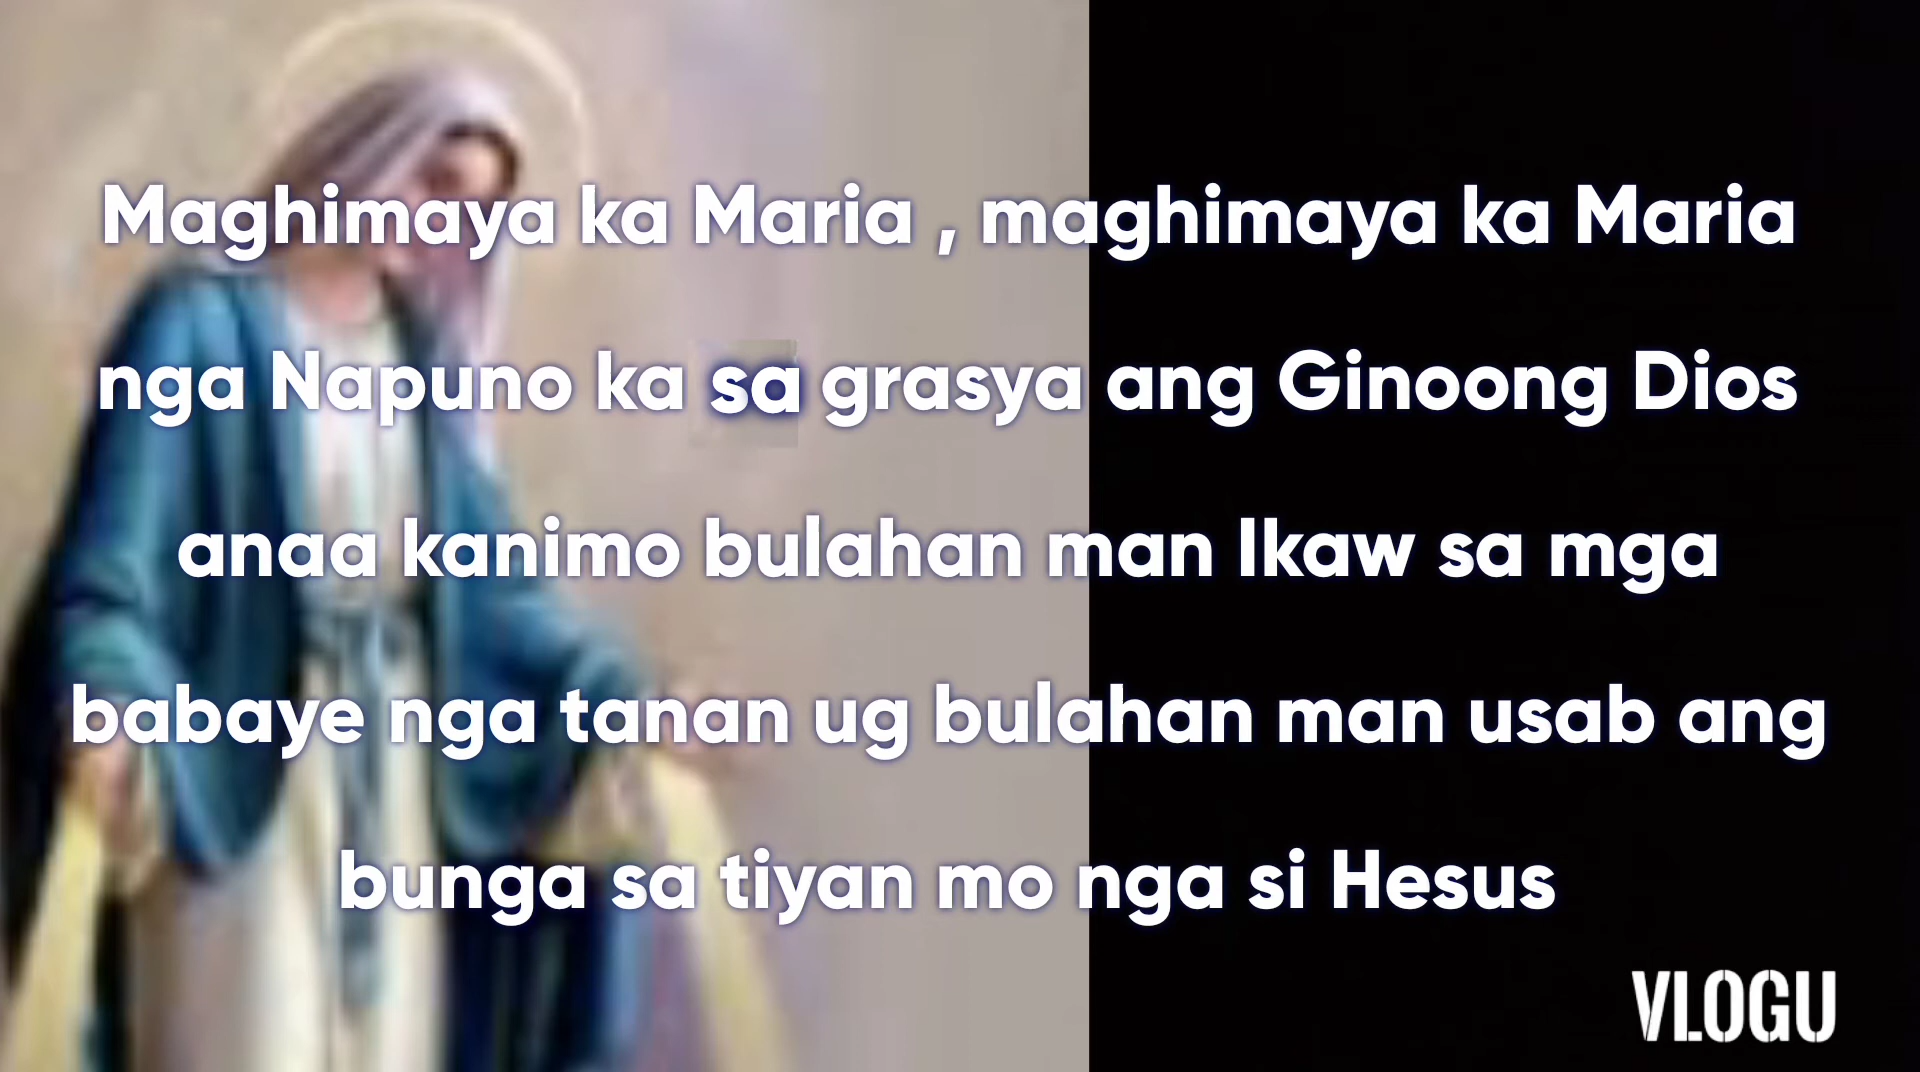 Maghimaya ka Maria , maghimaya ka Maria
nga Napuno ka sa grasya ang Ginoong Dios
anaa kanimo bulahan man Ikaw sa mga
babaye nga tanan ug bulahan man usab ang
bunga sa tiyan mo nga si Hesus
VLOGU